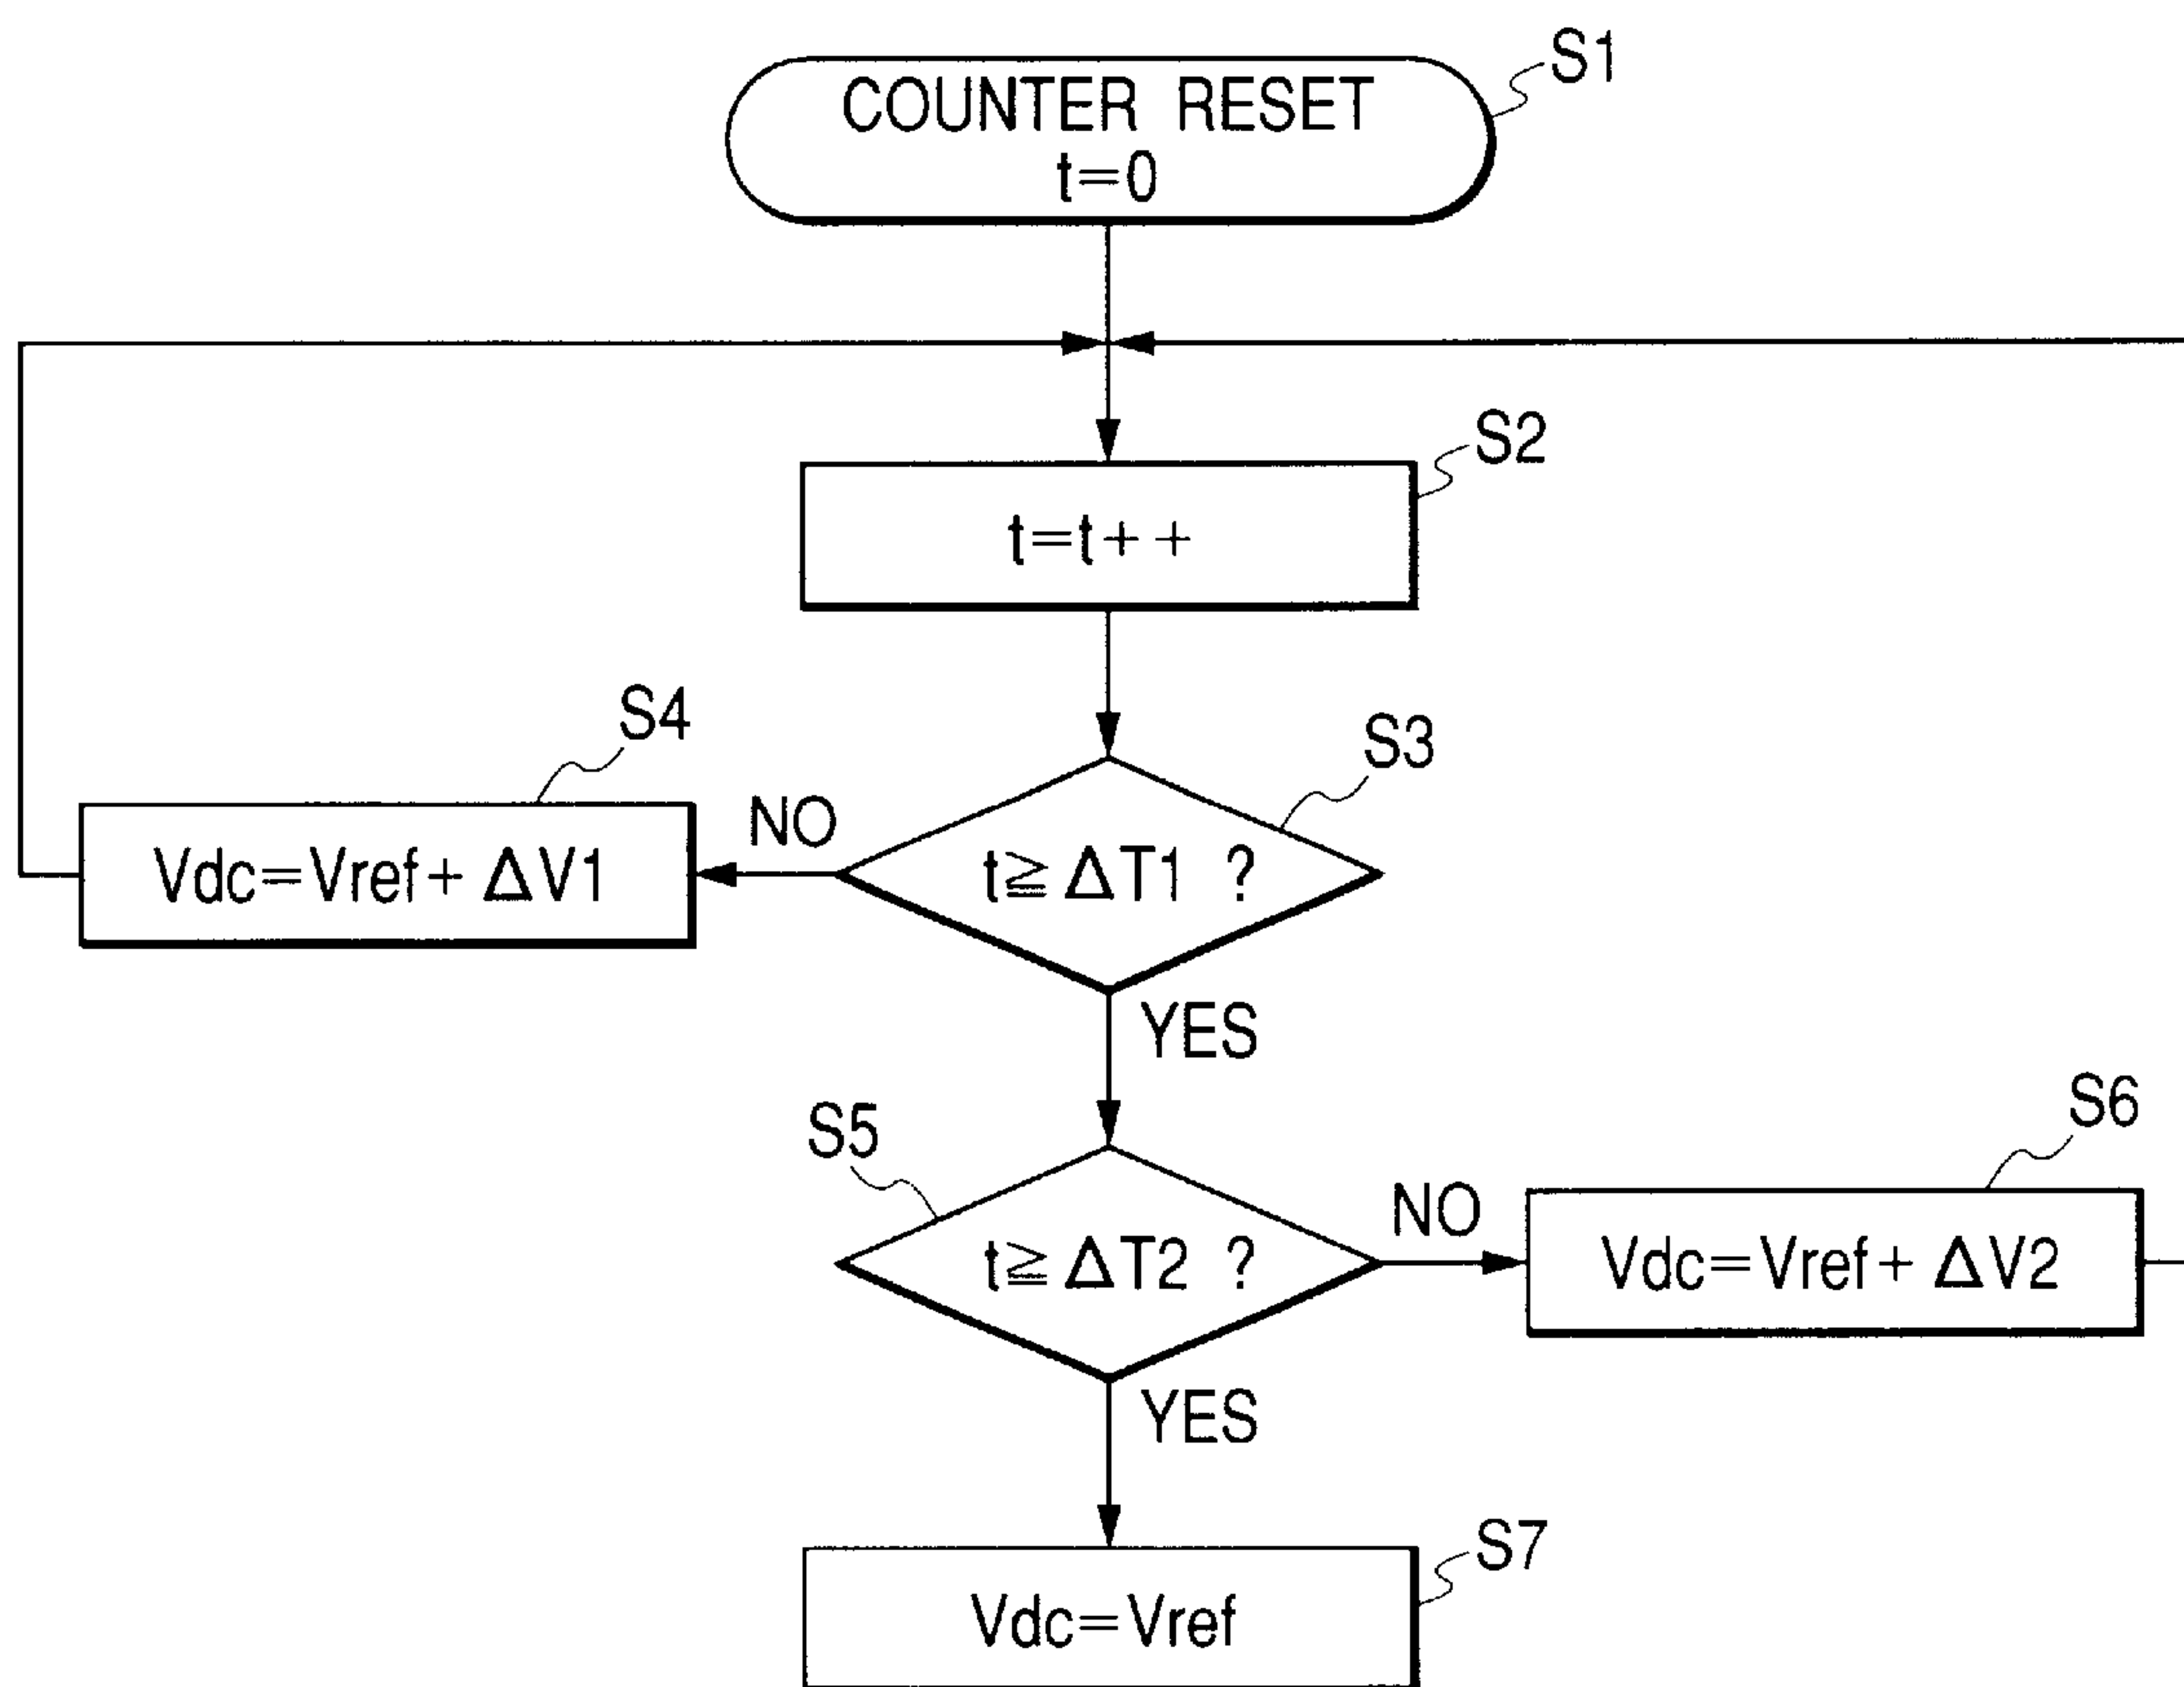 S1
COUNTER RESET
t=0
S2
t=t++
S4
S3
NO
Vdc=Vref+ΔV1
t≧ΔT1 ?
YES
S5
S6
NO
t≧ΔT2 ?
Vdc=Vref+ΔV2
YES
S7
Vdc=Vref